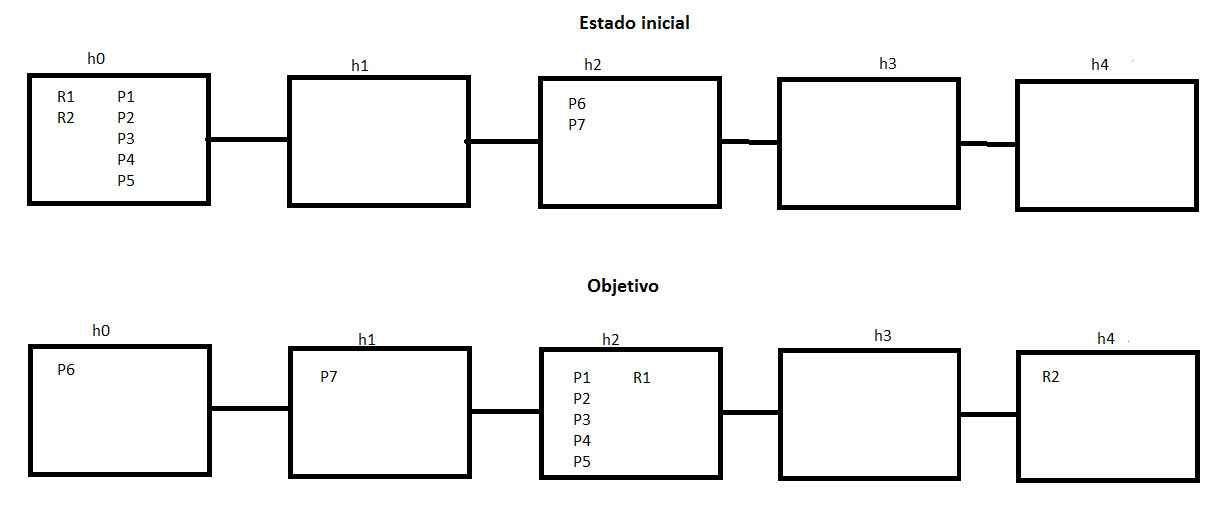 Estado inicial
h0 h1 h2 h3 h4
R1 P1 P6
R2 P2 P7
P3
P4
P5
Objetivo
h0 h1 h2 h3 h4
P6 P7 P1 R1 R2
P2
P3
P4
P5